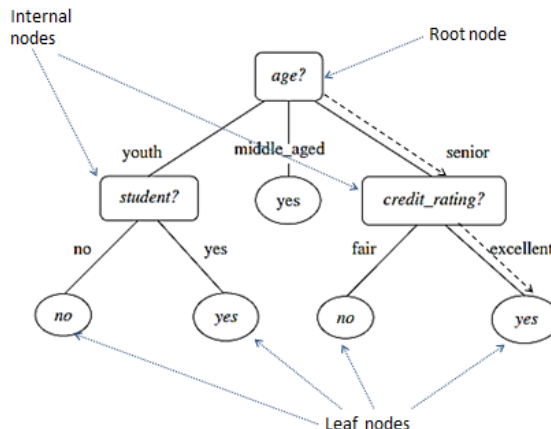 Internal
nodes
Root node
age?
youth
middle_aged
senior
student?
yes
credit_rating?
no
yes
fair
excellent
no
yes
no
yes
Leaf nodes